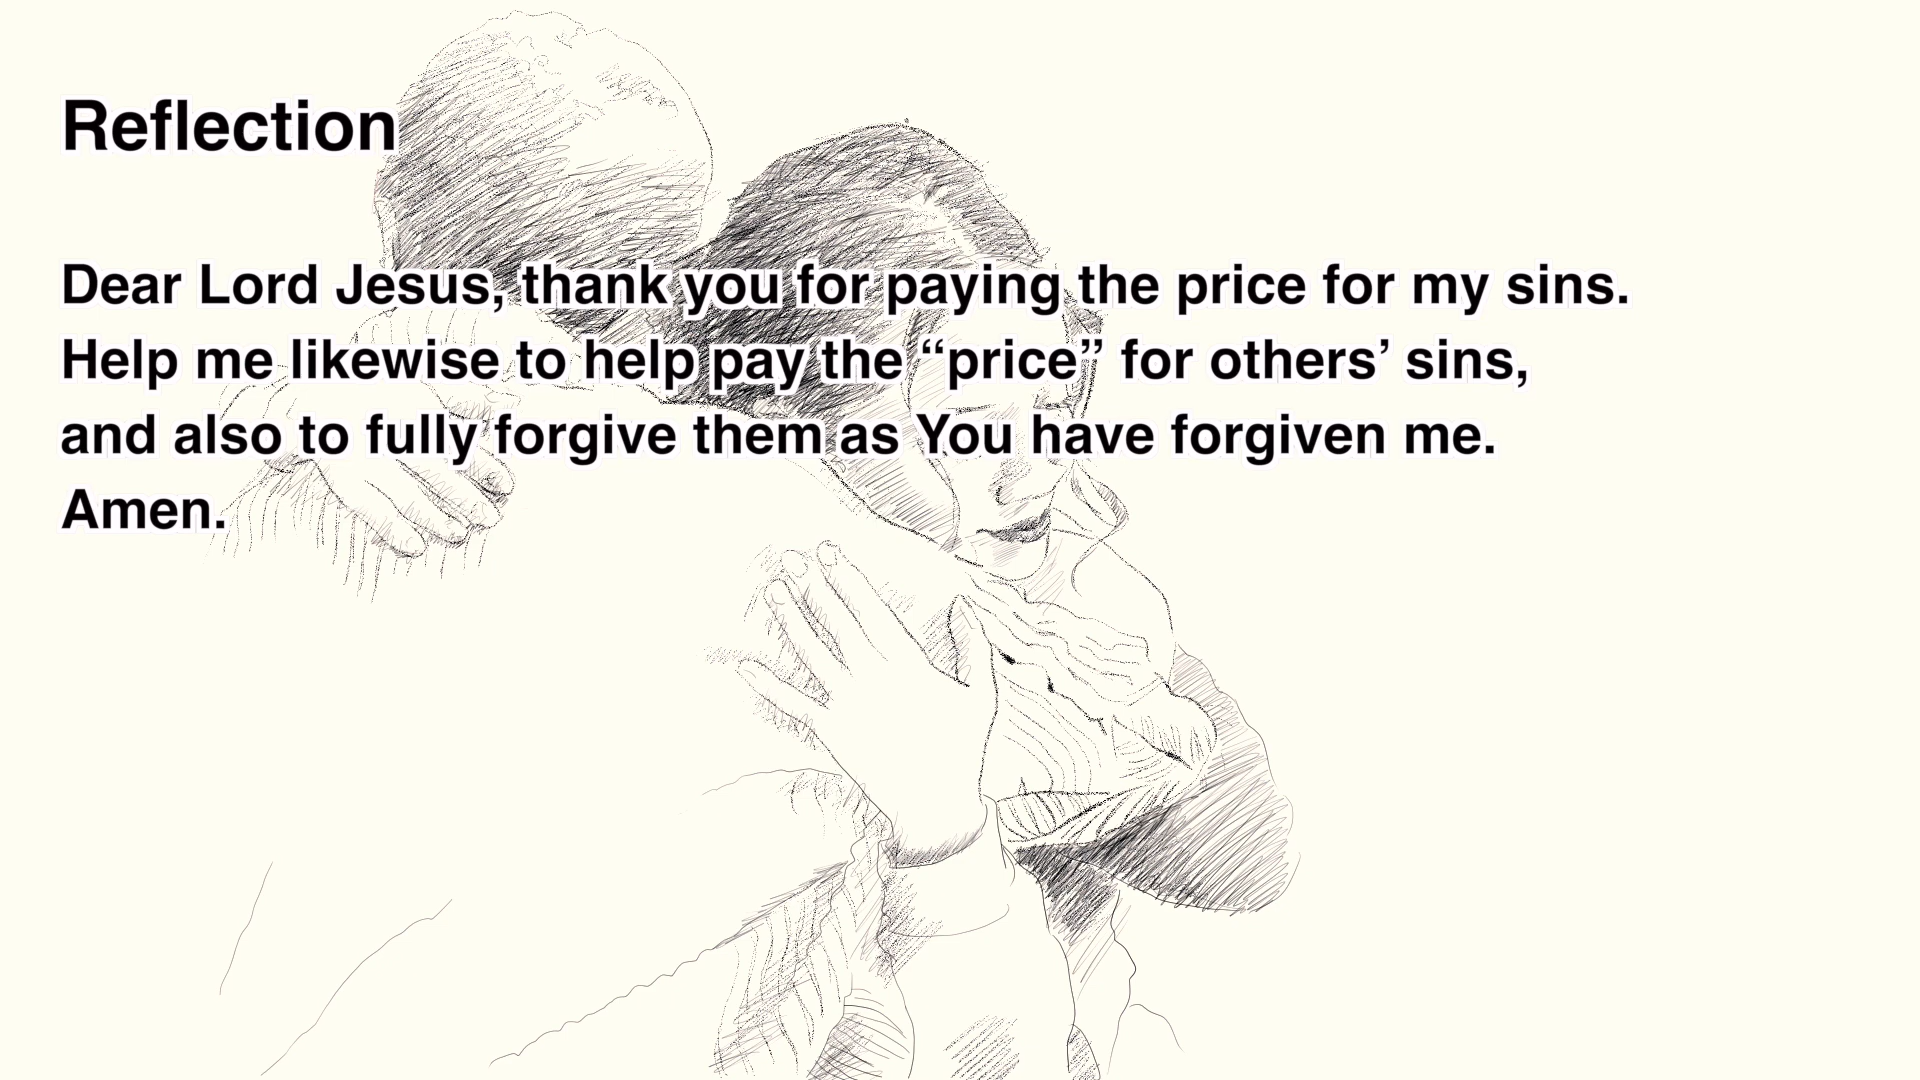 Reflection
Dear Lord Jesus, thank you for paying the price for my sins.
Help me likewise to help pay the “price” for others’ sins,
and also to fully forgive them as You have forgiven me.
Amen.